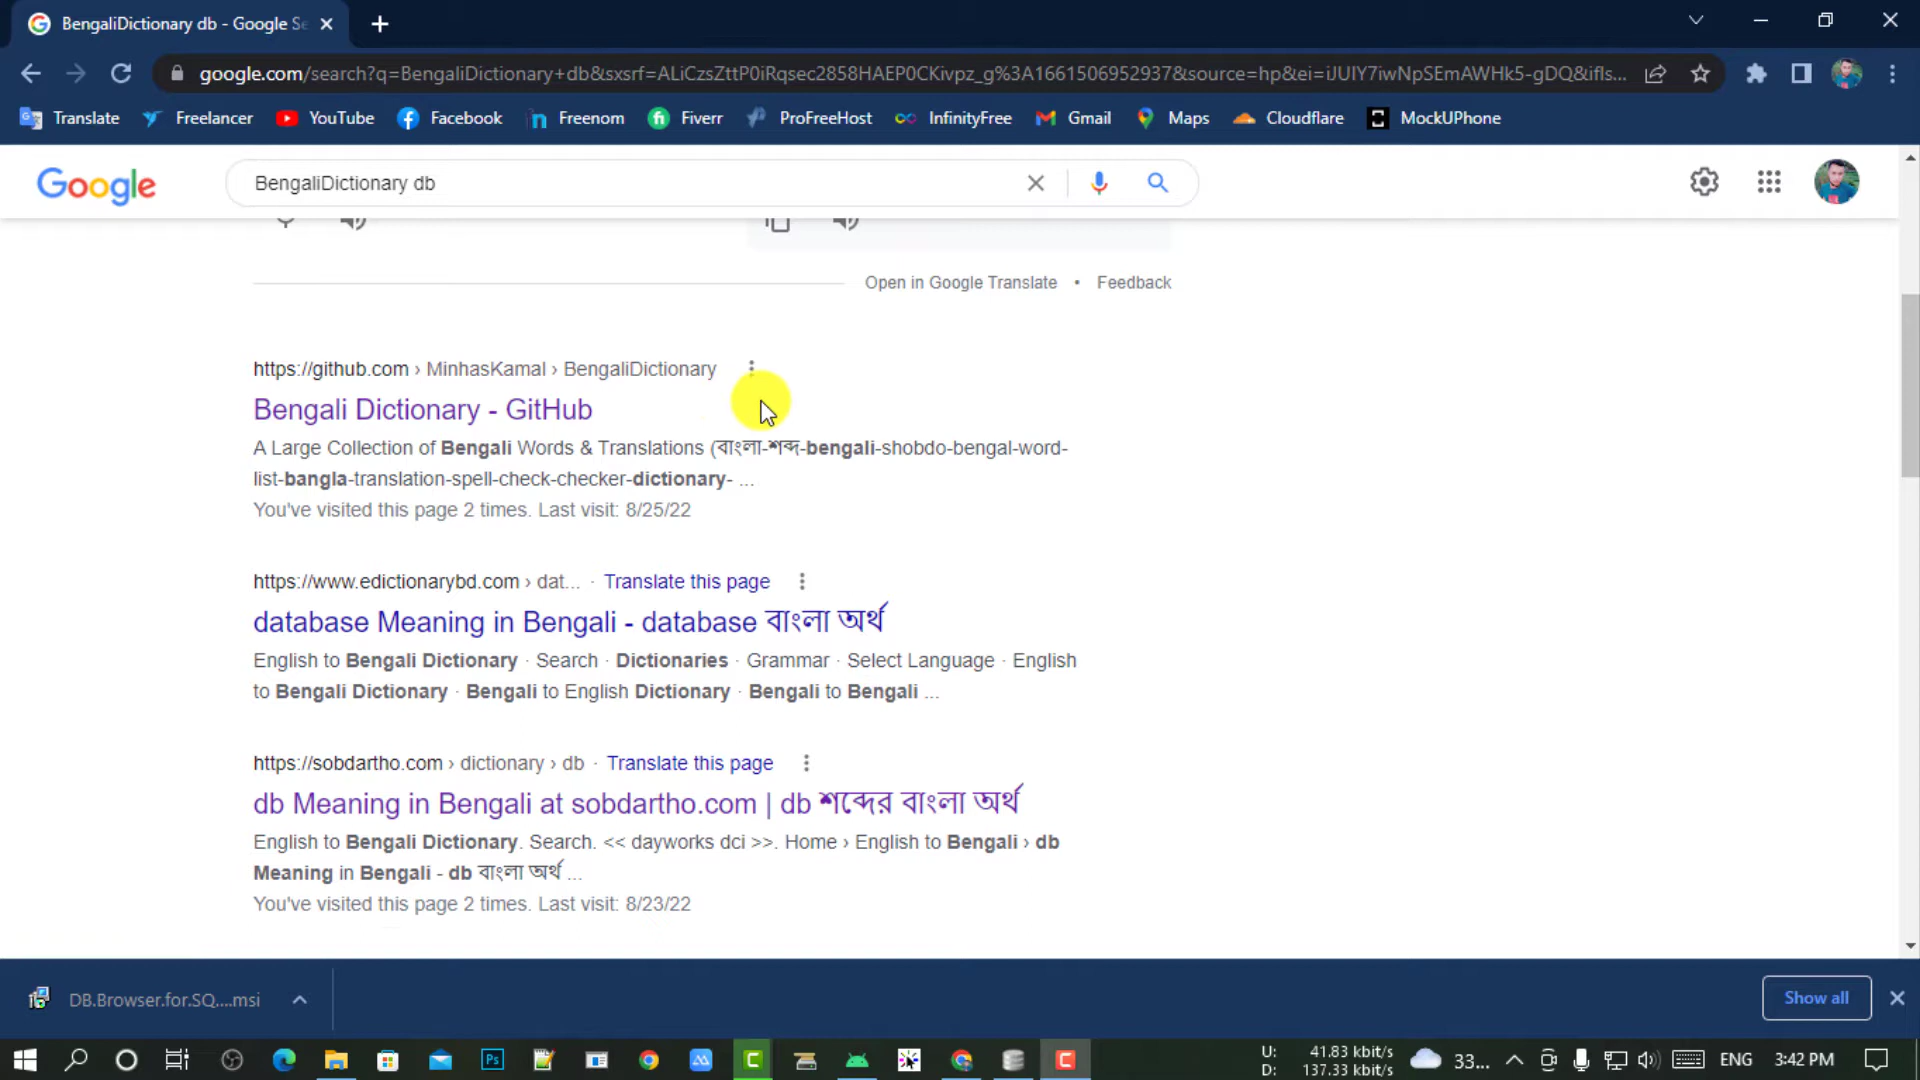 BengaliDictionary db - Google Se
google.com/search?q=BengaliDictionary+db&sxsrf=ALiCzsZttP0iRqsec2858HAEP0CKivpz_g%3A1661506952937&source=hp&ei=iJUIY7iwNpSEmAWHk5-gDQ&ifls...
Translate Freelancer YouTube Facebook Freenom Fiverr ProFreeHost InfinityFree Gmail Maps Cloudflare MockUPhone
Google BengaliDictionary db
Open in Google Translate • Feedback
https://github.com › MinhasKamal › BengaliDictionary
Bengali Dictionary - GitHub
A Large Collection of Bengali Words & Translations (বাংলা-শব্দ-bengali-shobdo-bengal-word-
list-bangla-translation-spell-check-checker-dictionary- ...
You've visited this page 2 times. Last visit: 8/25/22
https://www.edictionarybd.com › dat... · Translate this page
database Meaning in Bengali - database বাংলা অর্থ
English to Bengali Dictionary · Search · Dictionaries · Grammar · Select Language · English
to Bengali Dictionary · Bengali to English Dictionary · Bengali to Bengali ...
https://sobdartho.com › dictionary › db · Translate this page
db Meaning in Bengali at sobdartho.com | db শব্দের বাংলা অর্থ
English to Bengali Dictionary. Search. << dayworks dci >>. Home › English to Bengali › db
Meaning in Bengali - db বাংলা অর্থ ...
You've visited this page 2 times. Last visit: 8/23/22
DB.Browser.for.SQ....msi Show all
U: 41.83 kbit/s
D: 137.33 kbit/s
33... ENG 3:42 PM